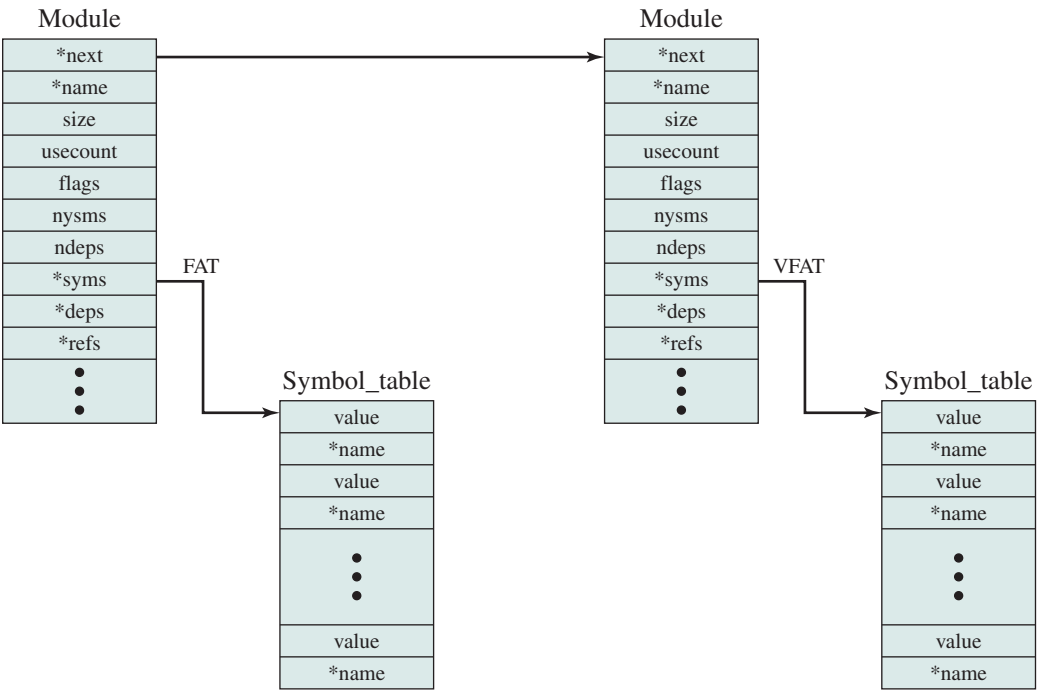 Module
*next
*name
size
usecount
flags
nysms
ndeps
*syms
*deps
*refs
FAT
Symbol_table
value
*name
value
*name
value
*name
Module
*next
*name
size
usecount
flags
nysms
ndeps
*syms
*deps
*refs
VFAT
Symbol_table
value
*name
value
*name
value
*name